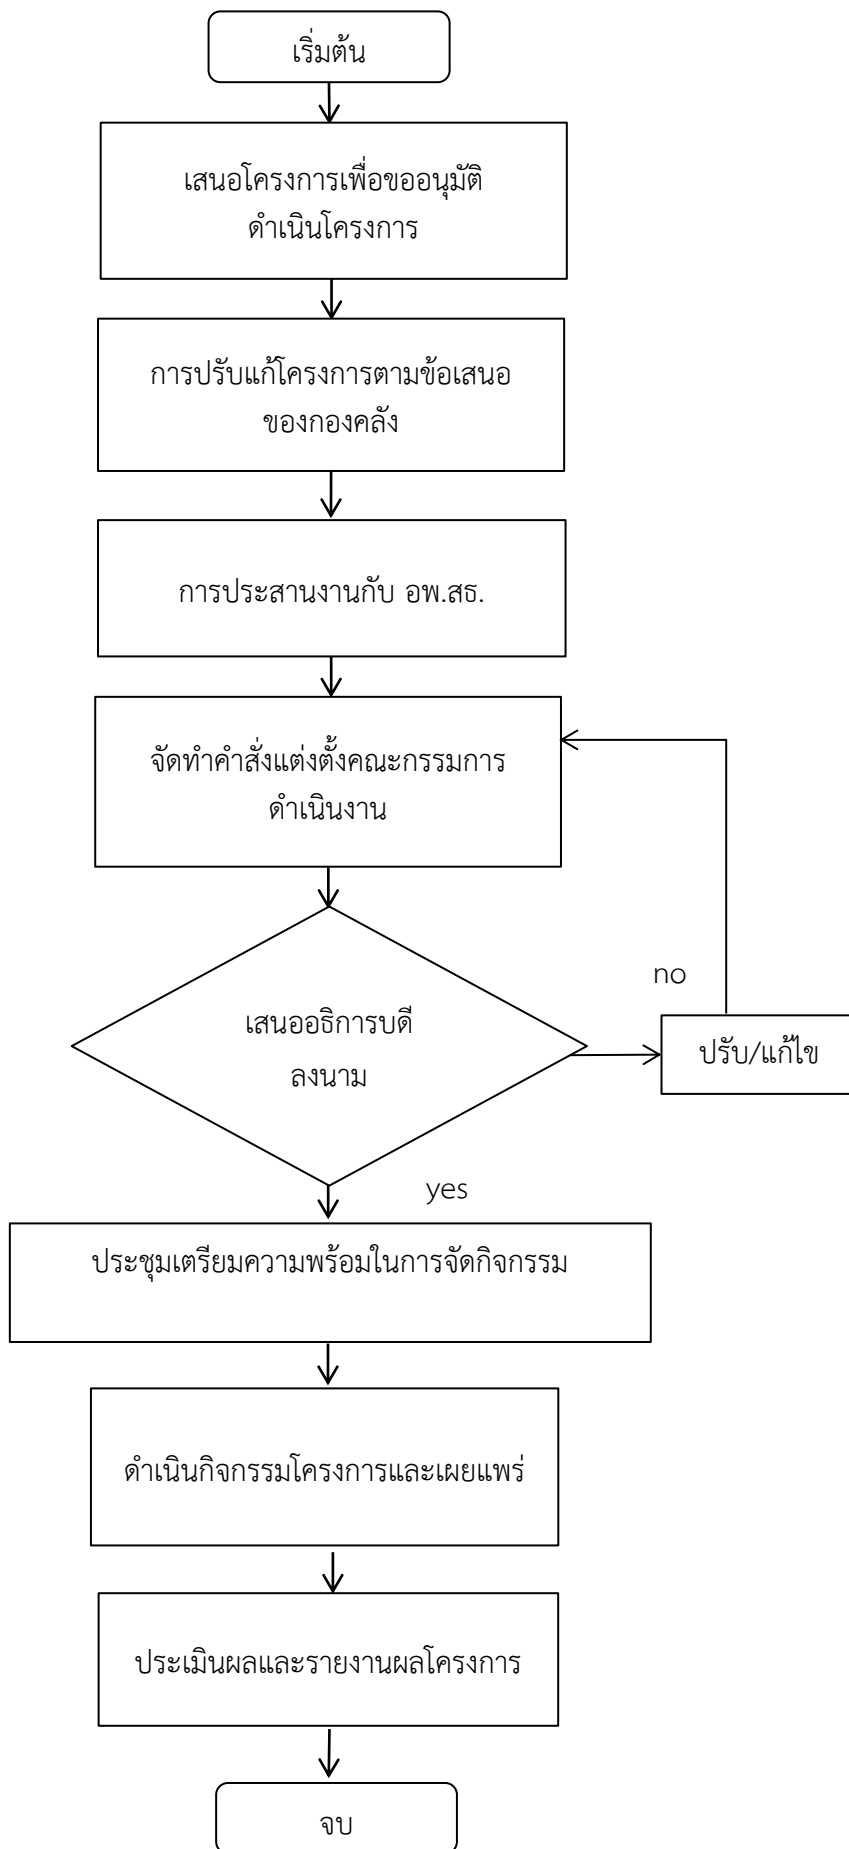 เริ่มต้น
เสนอโครงการเพื่อขออนุมัติ
ดำเนินโครงการ
การปรับแก้โครงการตามข้อเสนอ
ของกองคลัง
การประสานงานกับ อพ.สธ.
จัดทำคำสั่งแต่งตั้งคณะกรรมการ
ดำเนินงาน
เสนออธิการบดี
ลงนาม
no
ปรับ/แก้ไข
yes
ประชุมเตรียมความพร้อมในการจัดกิจกรรม
ดำเนินกิจกรรมโครงการและเผยแพร่
ประเมินผลและรายงานผลโครงการ
จบ